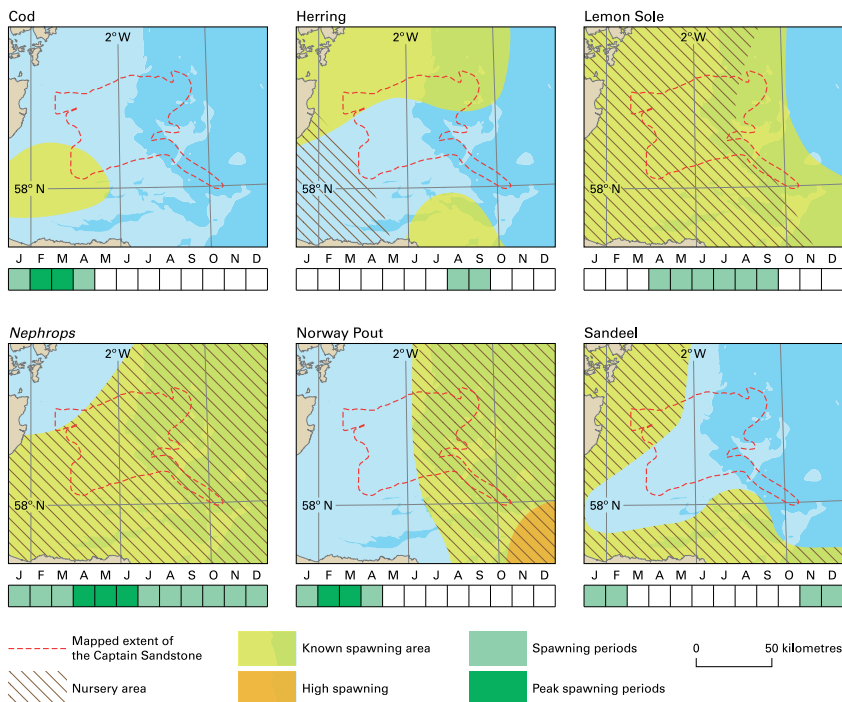 Cod
2° W
58° N
J F M A M J J A S O N D
Herring
2° W
58° N
J F M A M J J A S O N D
Lemon Sole
2° W
58° N
J F M A M J J A S O N D
Nephrops
2° W
58° N
J F M A M J J A S O N D
Norway Pout
2° W
58° N
J F M A M J J A S O N D
Sandeel
2° W
58° N
J F M A M J J A S O N D
Mapped extent of
the Captain Sandstone
Nursery area
Known spawning area
High spawning
Spawning periods
Peak spawning periods
0 50 kilometres